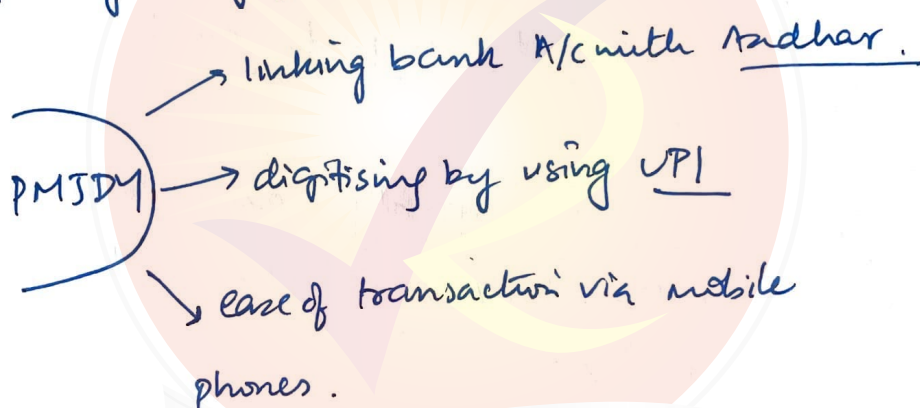 linking bank A/c with Aadhar.
PMJDY
digitising by using UPI
ease of transaction via mobile
phones.